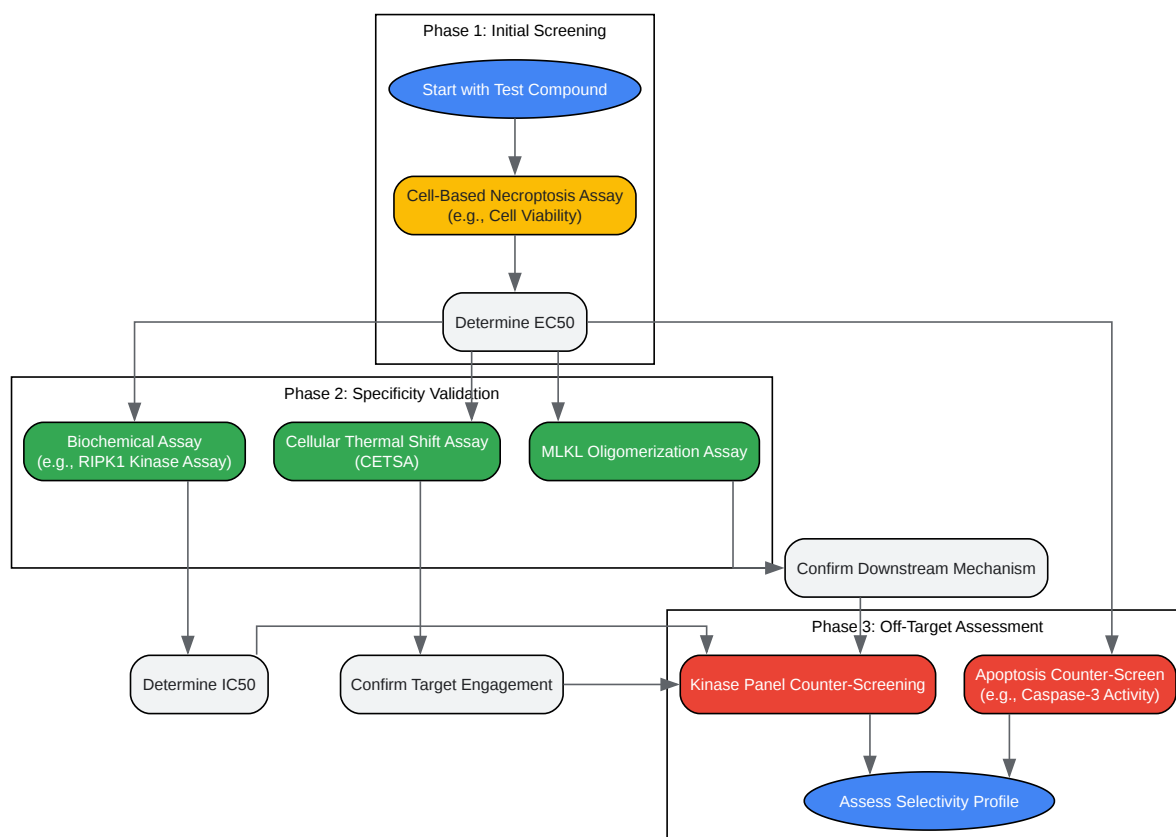 Phase 1: Initial Screening
Start with Test Compound
Cell-Based Necroptosis Assay
(e.g., Cell Viability)
Determine EC50
Phase 2: Specificity Validation
Biochemical Assay
(e.g., RIPK1 Kinase Assay)
Cellular Thermal Shift Assay
(CETSA)
MLKL Oligomerization Assay
Confirm Downstream Mechanism
Phase 3: Off-Target Assessment
Determine IC50
Confirm Target Engagement
Kinase Panel Counter-Screening
Apoptosis Counter-Screen
(e.g., Caspase-3 Activity)
Assess Selectivity Profile